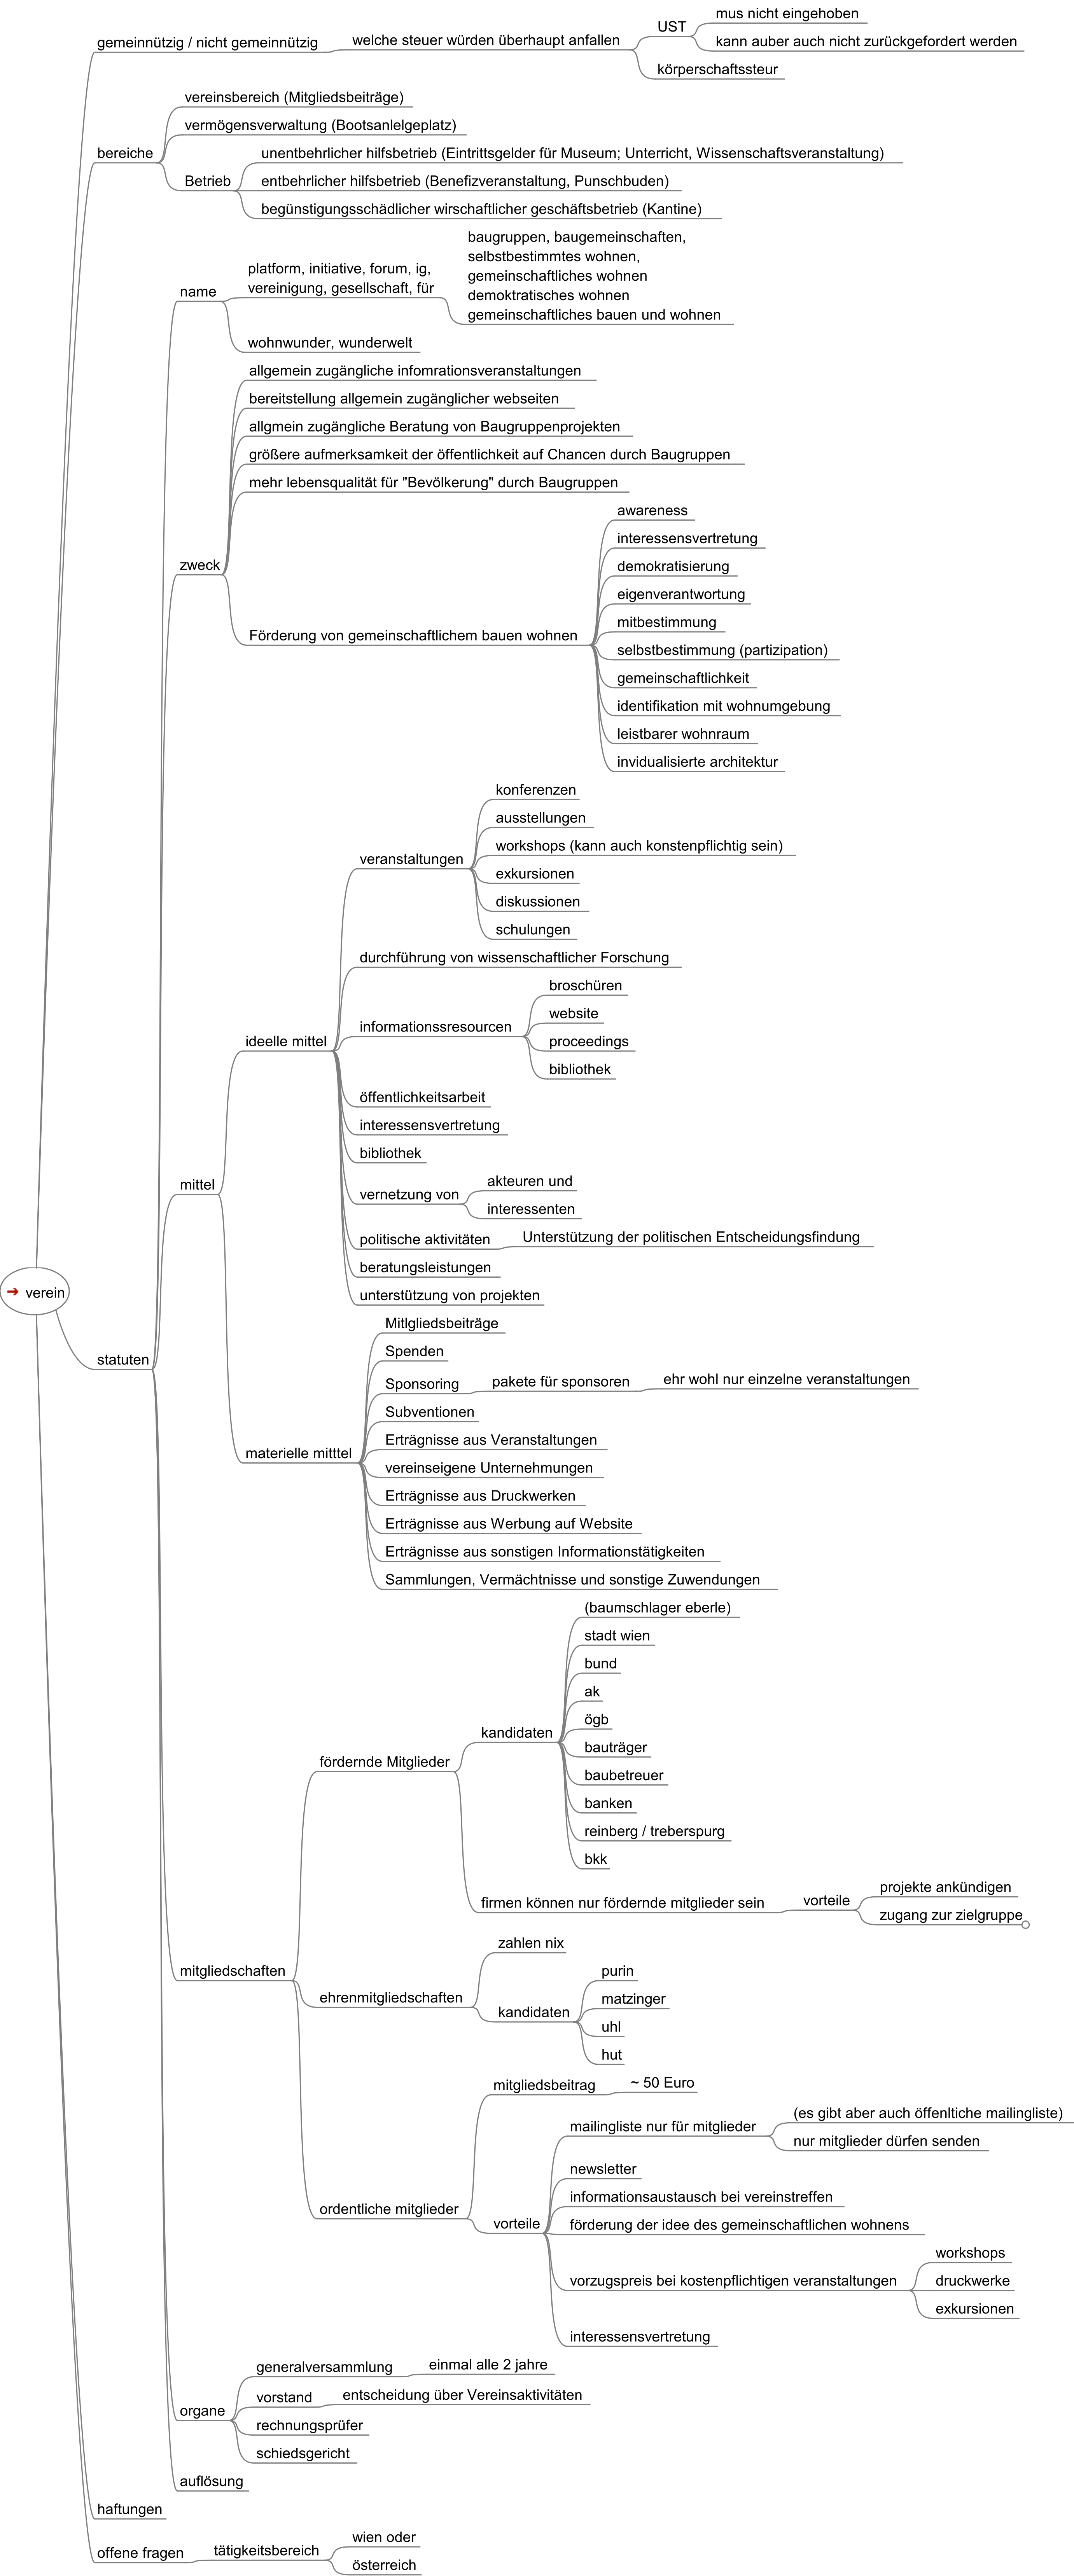 mus nicht eingehoben
UST
kann auber auch nicht zurückgefordert werden
welche steuer würden überhaupt anfallen
gemeinnützig / nicht gemeinnützig
körperschaftssteur
vereinsbereich (Mitgliedsbeiträge)
vermögensverwaltung (Bootsanlelgeplatz)
bereiche
unentbehrlicher hilfsbetrieb (Eintrittsgelder für Museum; Unterricht, Wissenschaftsveranstaltung)
Betrieb
entbehrlicher hilfsbetrieb (Benefizveranstaltung, Punschbuden)
begünstigungsschädlicher wirschaftlicher geschäftsbetrieb (Kantine)
baugruppen, baugemeinschaften,
selbstbestimmtes wohnen,
gemeinschaftliches wohnen
demokratisches wohnen
gemeinschaftliches bauen und wohnen
platform, initiative, forum, ig,
vereinigung, gesellschaft, für
name
wohnwunder, wunderwelt
allgemein zugängliche infomrationsveranstaltungen
bereitstellung allgemein zugänglicher webseiten
allgmein zugängliche Beratung von Baugruppenprojekten
größere aufmerksamkeit der öffentlichkeit auf Chancen durch Baugruppen
mehr lebensqualität für "Bevölkerung" durch Baugruppen
zweck
awareness
interessensvertretung
demokratisierung
eigenverantwortung
mitbestimmung
Förderung von gemeinschaftlichem bauen wohnen
selbstbestimmung (partizipation)
gemeinschaftlichkeit
identifikation mit wohnumgebung
leistbarer wohnraum
invidualisierte architektur
konferenzen
ausstellungen
workshops (kann auch konstenpflichtig sein)
veranstaltungen
exkursionen
diskussionen
schulungen
durchführung von wissenschaftlicher Forschung
broschüren
website
informationssresourcen
proceedings
bibliothek
ideelle mittel
öffentlichkeitsarbeit
interessensvertretung
bibliothek
akteuren und
vernetzung von
interessenten
mittel
politische aktivitäten
Unterstützung der politischen Entscheidungsfindung
beratungsleistungen
unterstützung von projekten
verein
Mitlgliedsbeiträge
Spenden
statuten
Sponsoring
pakete für sponsoren
ehr wohl nur einzelne veranstaltungen
Subventionen
Erträgnisse aus Veranstaltungen
materielle mitttel
vereinseigene Unternehmungen
Erträgnisse aus Druckwerken
Erträgnisse aus Werbung auf Website
Erträgnisse aus sonstigen Informationstätigkeiten
Sammlungen, Vermächtnisse und sonstige Zuwendungen
(baumschlager eberle)
stadt wien
bund
ak
ögb
kandidaten
bauträger
fördernde Mitglieder
baubetreuer
banken
reinberg / treberspurg
bkk
projekte ankündigen
firmen können nur fördernde mitglieder sein
vorteile
zugang zur zielgruppe
zahlen nix
mitgliedschaften
purin
ehrenmitgliedschaften
matzinger
kandidaten
uhl
hut
mitgliedsbeitrag
~ 50 Euro
(es gibt aber auch öffenltiche mailingliste)
mailingliste nur für mitglieder
nur mitglieder dürfen senden
newsletter
informationsaustausch bei vereinstreffen
ordentliche mitglieder
vorteile
förderung der idee des gemeinschaftlichen wohnens
workshops
vorzugspreis bei kostenpflichtigen veranstaltungen
druckwerke
exkursionen
interessensvertretung
generalversammlung
einmal alle 2 jahre
vorstand
entscheidung über Vereinsaktivitäten
organe
rechnungsprüfer
schiedsgericht
auflösung
haftungen
wien oder
offene fragen
tätigkeitsbereich
österreich